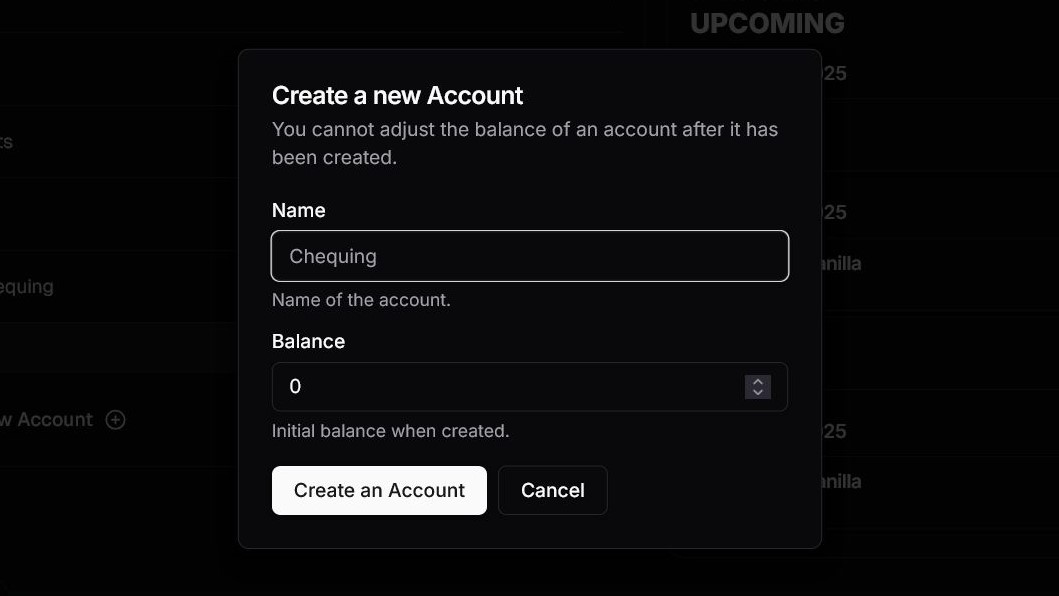 UPCOMING
25
Create a new Account
You cannot adjust the balance of an account after it has
been created.
ts
Name
25
Chequing
anilla
equing
Name of the account.
Balance
0
w Account
Initial balance when created.
25
Create an Account
Cancel
anilla